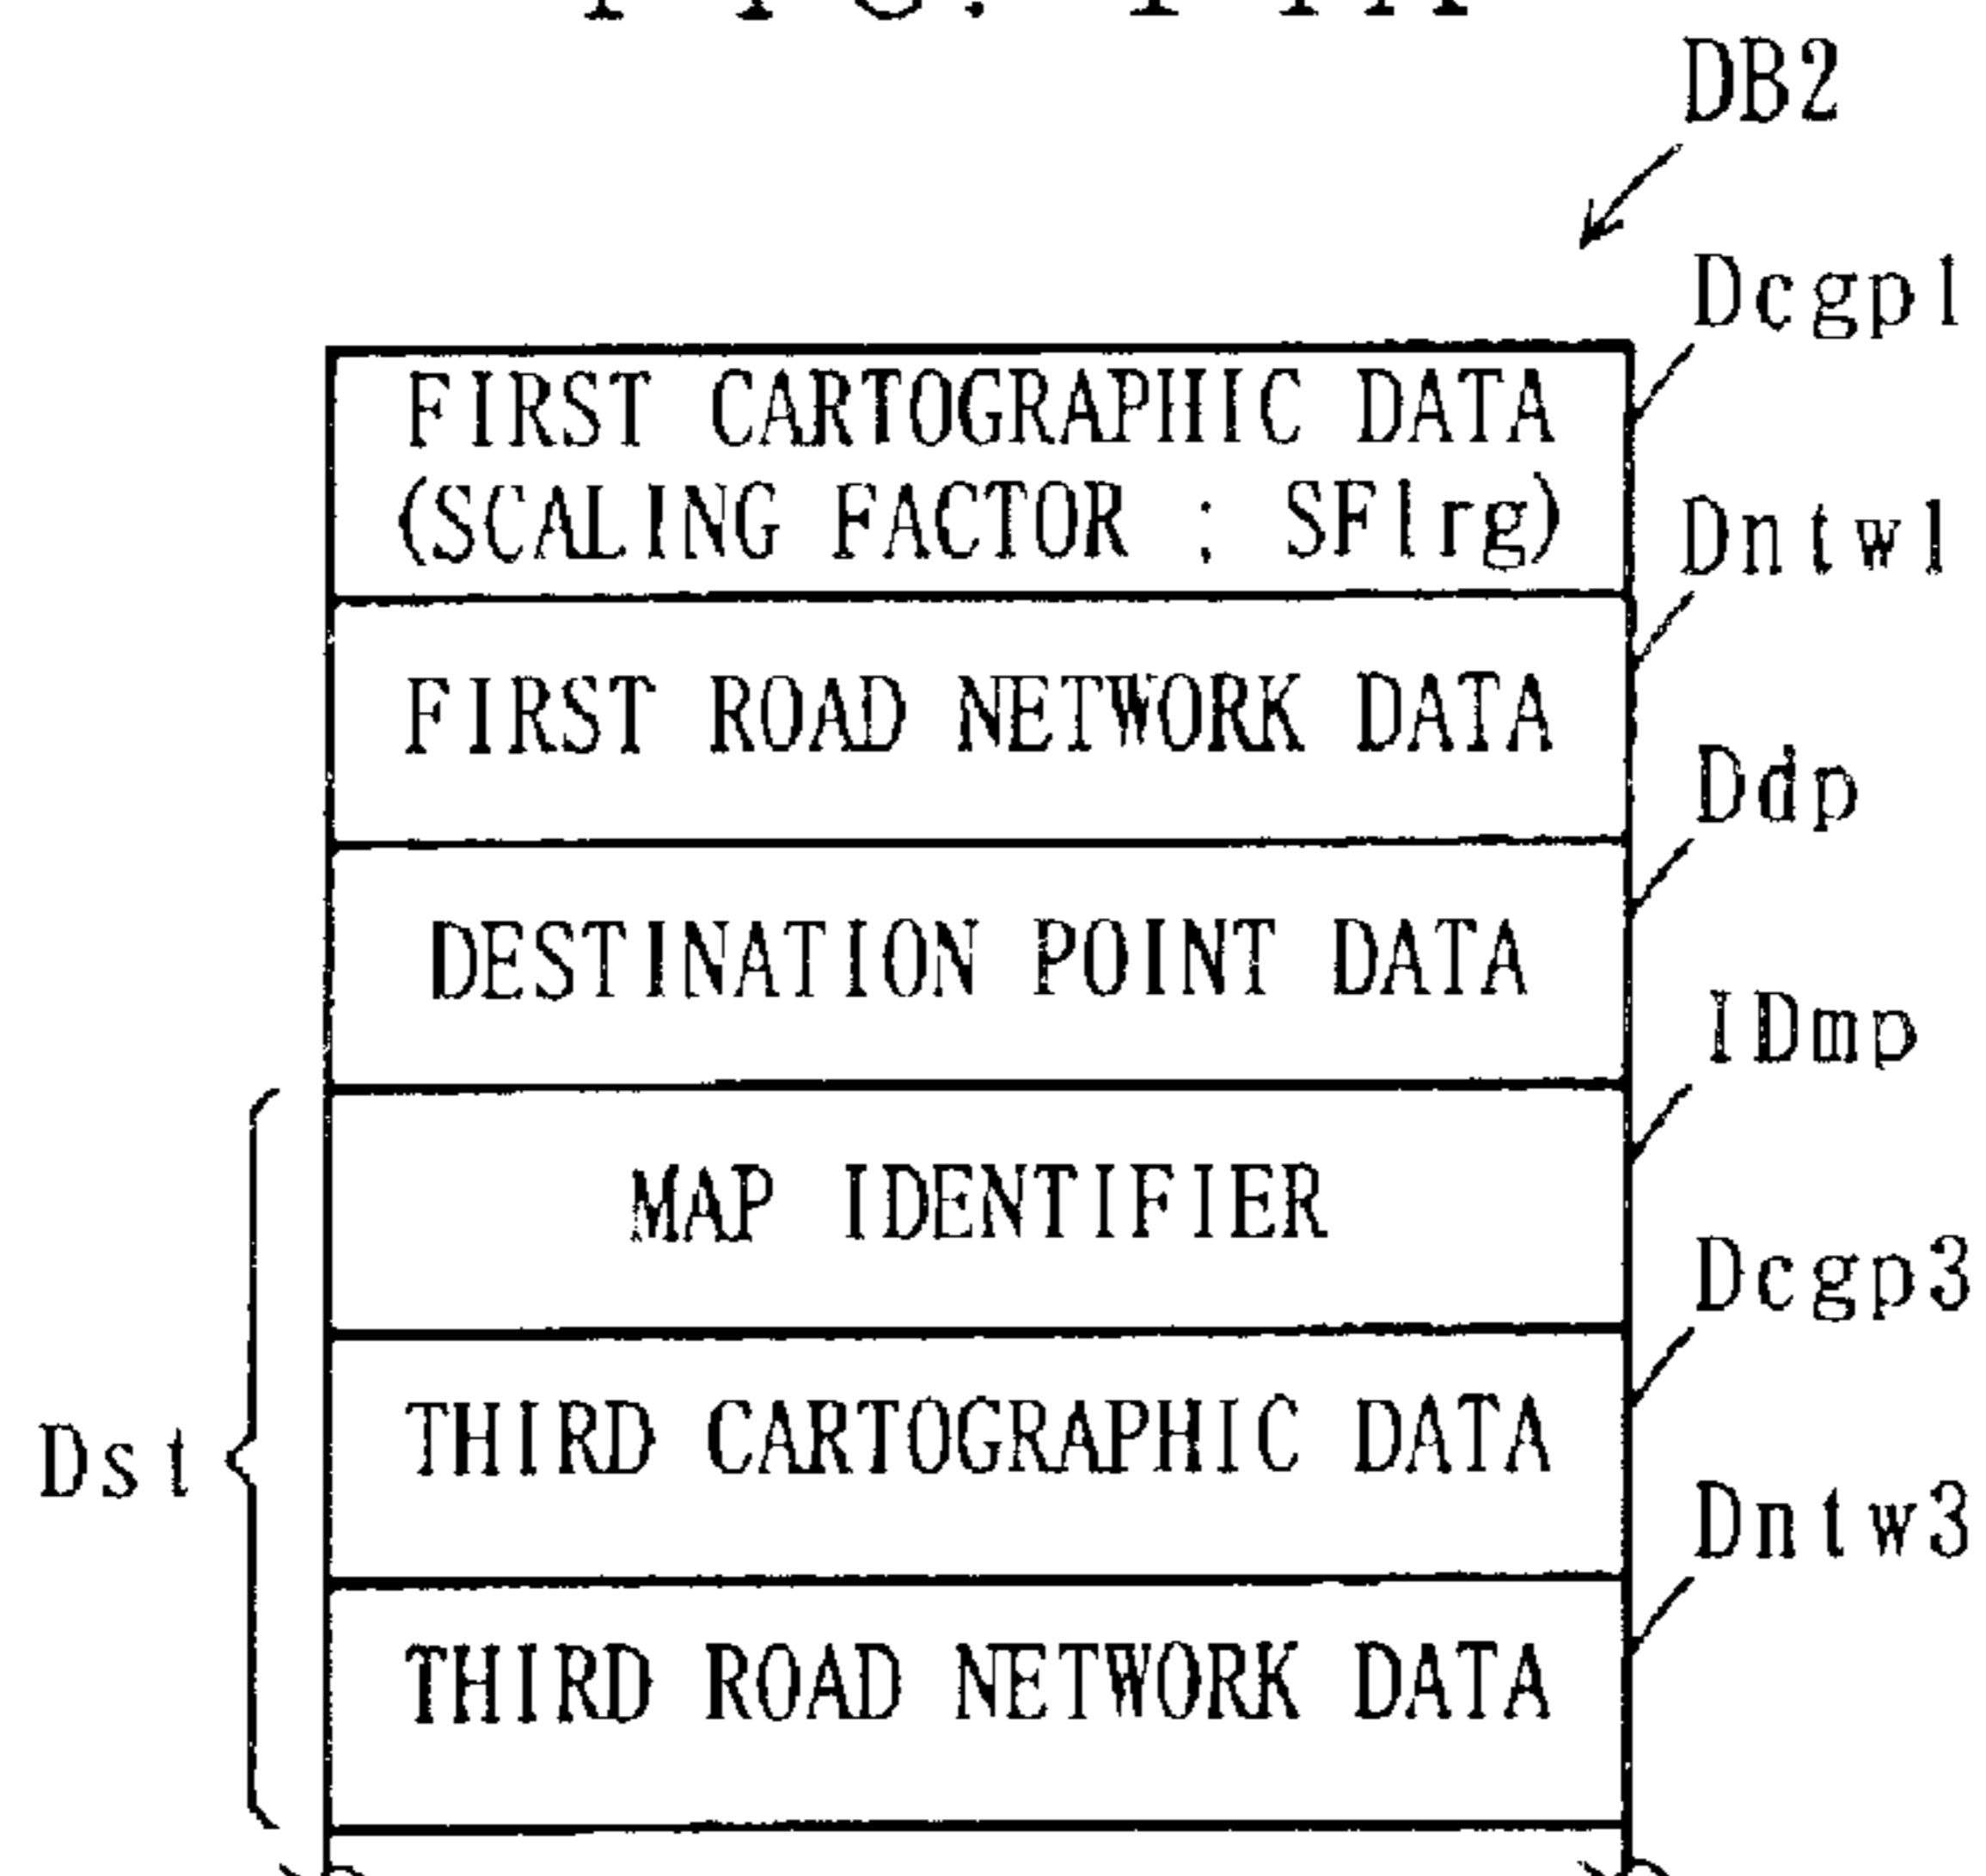 DB2
Dcgp1
FIRST CARTOGRAPHIC DATA
(SCALING FACTOR ; SFlrg)
Dntw1
FIRST ROAD NETWORK DATA
Ddp
DESTINATION POINT DATA
IDmp
MAP IDENTIFIER
Dcgp3
THIRD CARTOGRAPHIC DATA
Dst
Dntw3
THIRD ROAD NETWORK DATA